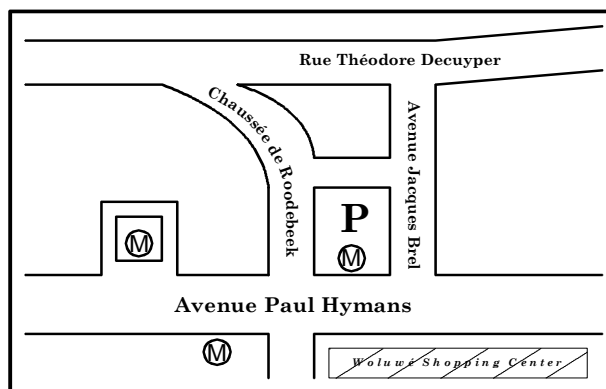 Rue Théodore Decuyper
Chaussée de Roodebeek
Avenue Jacques Brel
P
M
M
Avenue Paul Hymans
M
Woluwé Shopping Center